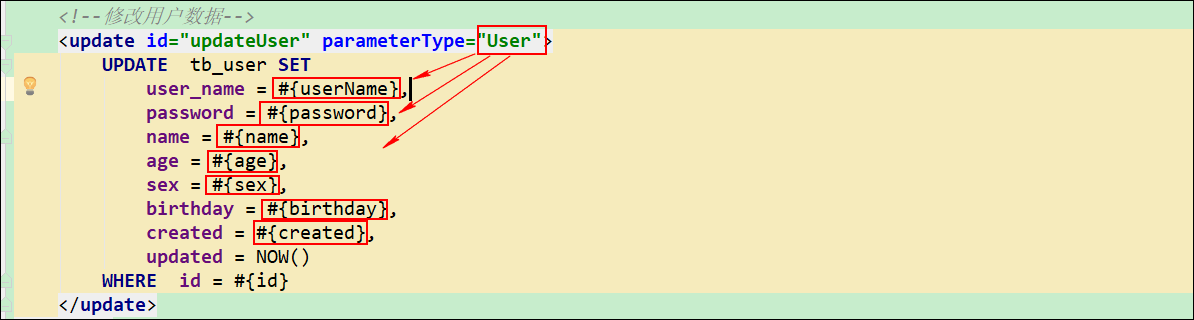 <!--修改用户数据-->
<update id="updateUser" parameterType="User">
UPDATE  tb_user SET
user_name = #{userName},
password = #{password},
name = #{name},
age = #{age},
sex = #{sex},
birthday = #{birthday},
created = #{created},
updated = NOW()
WHERE  id = #{id}
</update>